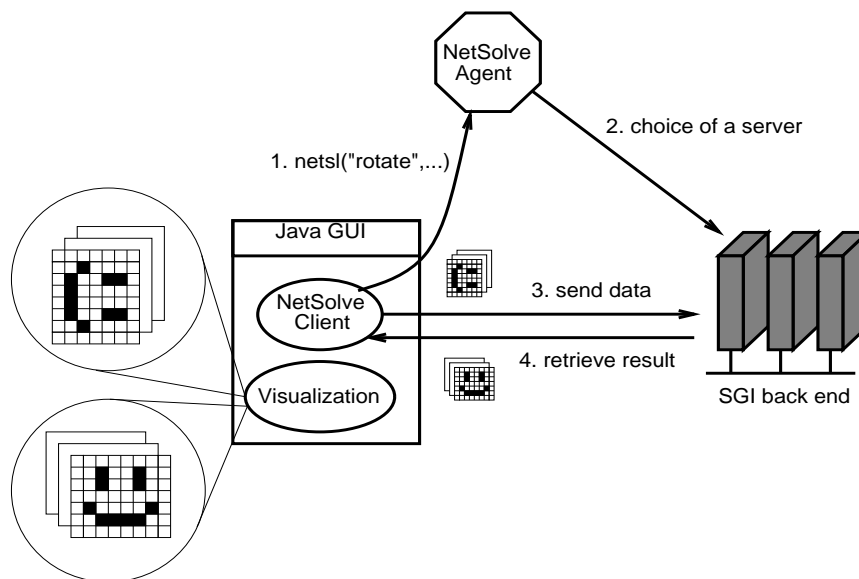 NetSolve
Agent
2. choice of a server
1. netsl("rotate",...)
Java GUI
NetSolve
Client
3. send data
4. retrieve result
Visualization
SGI back end